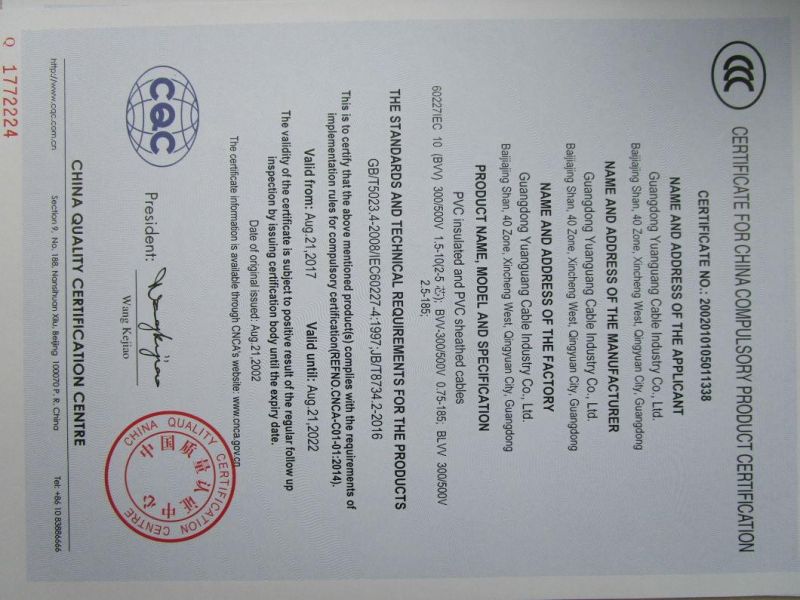 CCC
CERTIFICATE FOR CHINA COMPULSORY PRODUCT CERTIFICATION
CERTIFICATE NO.: 2002010105011338
NAME AND ADDRESS OF THE APPLICANT
Guangdong Yuanguang Cable Industry Co., Ltd.
Baijiajing Shan, 40 Zone, Xincheng West, Qingyuan City, Guangdong
NAME AND ADDRESS OF THE MANUFACTURER
Guangdong Yuanguang Cable Industry Co., Ltd.
Baijiajing Shan, 40 Zone, Xincheng West, Qingyuan City, Guangdong
NAME AND ADDRESS OF THE FACTORY
Guangdong Yuanguang Cable Industry Co., Ltd.
Baijiajing Shan, 40 Zone, Xincheng West, Qingyuan City, Guangdong
PRODUCT NAME, MODEL AND SPECIFICATION
PVC insulated and PVC sheathed cables
60227IEC 10 (BVV) 300/500V 1.5-10(2-5 芯); BVV-300/500V 0.75-185; BLVV 300/500V
2.5-185;
THE STANDARDS AND TECHNICAL REQUIREMENTS FOR THE PRODUCTS
GB/T5023.4-2008/IEC60227-4:1997;JB/T8734.2-2016
This is to certify that the above mentioned product(s) complies with the requirements of
implementation rules for compulsory certification(REFNO.CNCA-C01-01:2014).
Valid from: Aug.21,2017 Valid until: Aug.21,2022
The validity of the certificate is subject to positive result of the regular follow up
inspection by issuing certification body until the expiry date.
Date of original issued: Aug.21,2002
The certificate information is available through CNCA's website: www.cnca.gov.cn
CQC
President:
Wang Kejiao
CHINA QUALITY CERTIFICATION CENTRE
中国质量认证中心
CHINA QUALITY CERTIFICATION CENTRE
http://www.cqc.com.cn Section 9, No. 188, Nansihuan Xilu, Beijing 100070 P. R. China Tel: +86 10 83886666
Q 1772224